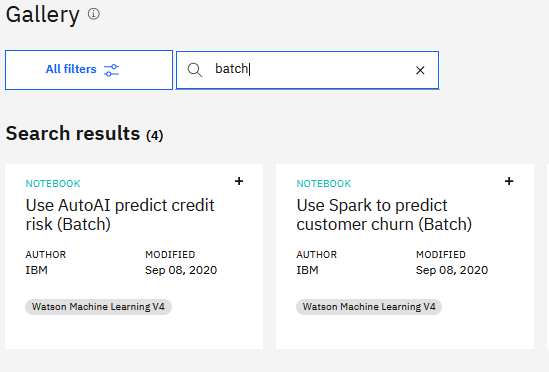 Gallery
All filters
batch
Search results (4)
NOTEBOOK
Use AutoAI predict credit
risk (Batch)
AUTHOR MODIFIED
IBM Sep 08, 2020
Watson Machine Learning V4
NOTEBOOK
Use Spark to predict
customer churn (Batch)
AUTHOR MODIFIED
IBM Sep 08, 2020
Watson Machine Learning V4